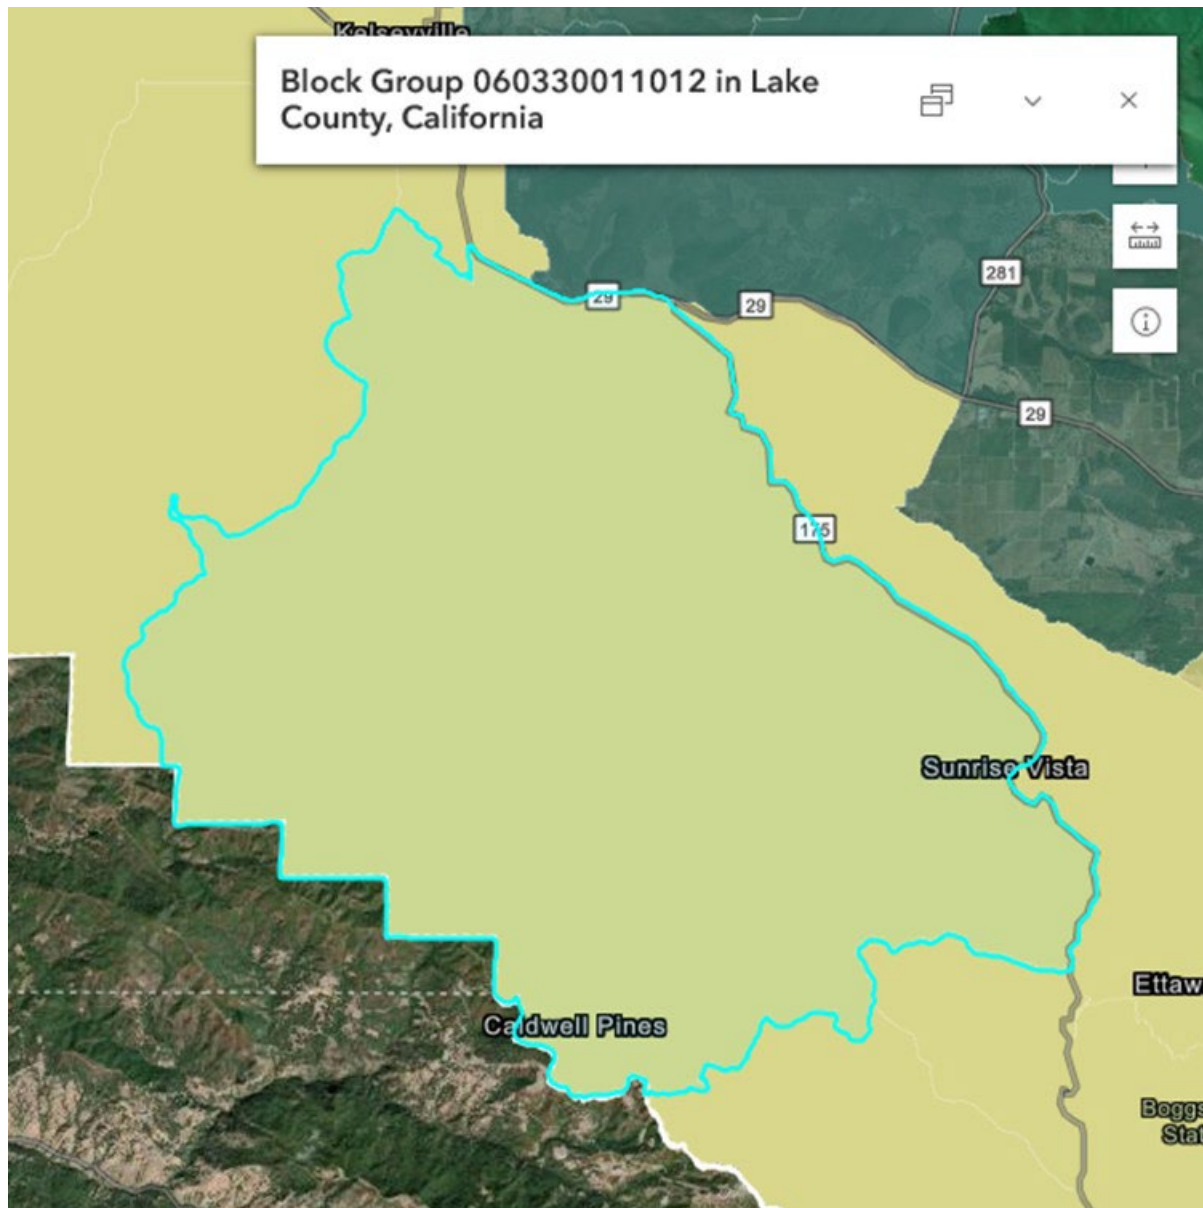 Kelseyville
Block Group 060330011012 in Lake
County, California
281
29
29
29
175
Sunrise Vista
Ettaw
Caldwell Pines
Boggs
Stat